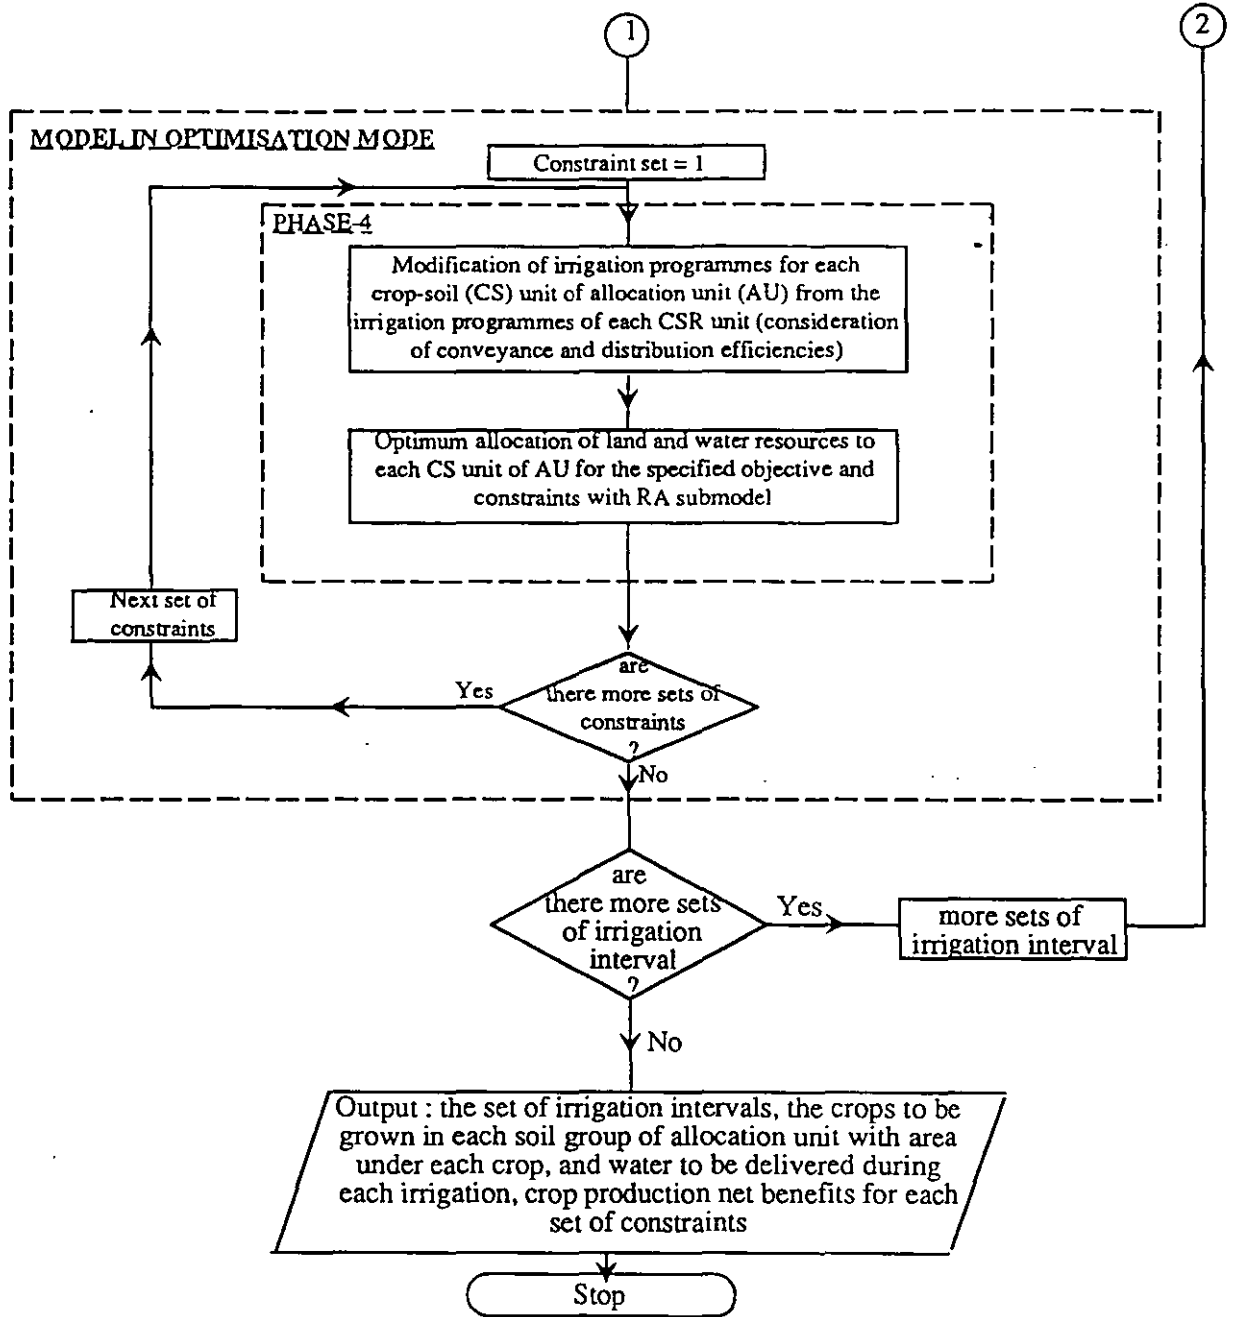 1
2
MODEL IN OPTIMISATION MODE
Constraint set = 1
PHASE-4
Modification of irrigation programmes for each
crop-soil (CS) unit of allocation unit (AU) from the
irrigation programmes of each CSR unit (consideration
of conveyance and distribution efficiencies)
Optimum allocation of land and water resources to
each CS unit of AU for the specified objective and
constraints with RA submodel
Next set of
constraints
Yes
are
there more sets of
constraints
?
No
are
there more sets
of irrigation
interval
?
Yes
more sets of
irrigation interval
No
Output : the set of irrigation intervals, the crops to be
grown in each soil group of allocation unit with area
under each crop, and water to be delivered during
each irrigation, crop production net benefits for each
set of constraints
Stop